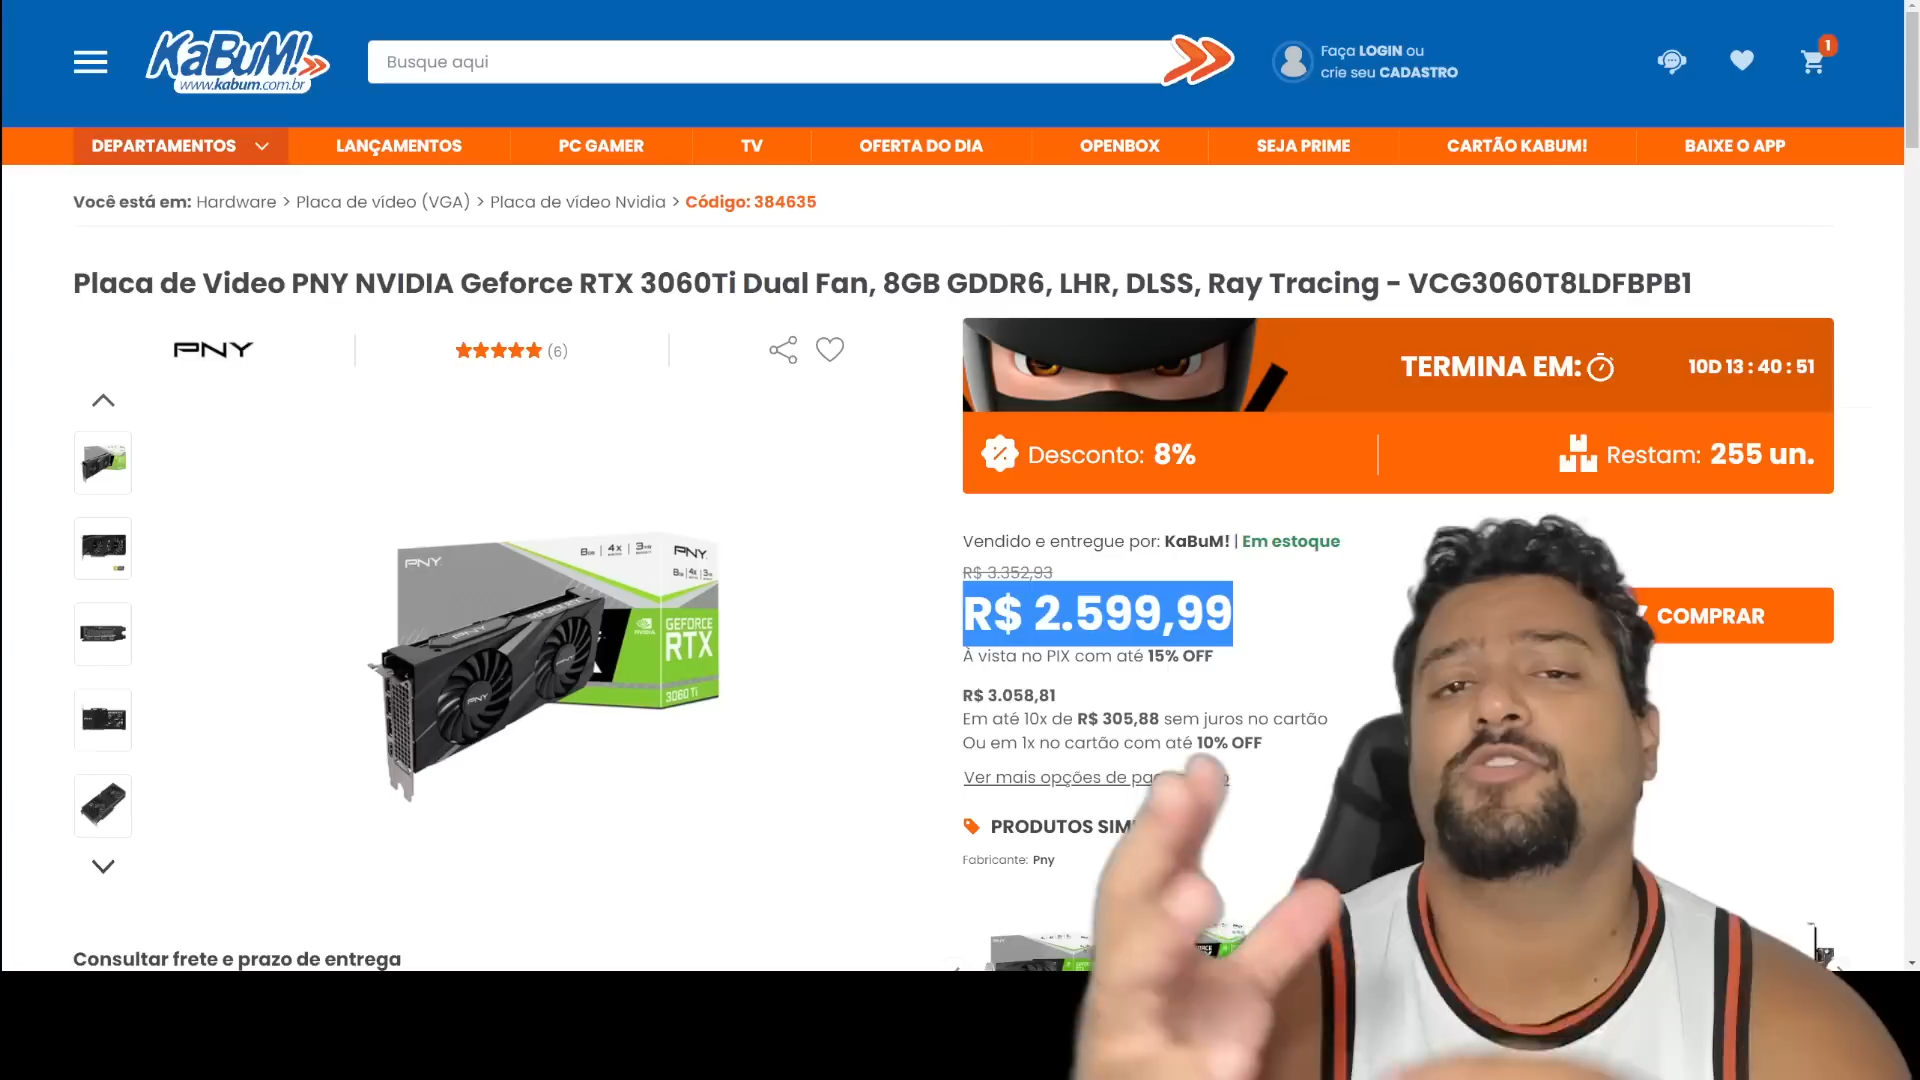 KaBuM!
www.kabum.com.br
Busque aqui
Faça LOGIN ou
crie seu CADASTRO
1
DEPARTAMENTOS
LANÇAMENTOS
PC GAMER
TV
OFERTA DO DIA
OPENBOX
SEJA PRIME
CARTÃO KABUM!
BAIXE O APP
Você está em: Hardware > Placa de vídeo (VGA) > Placa de vídeo Nvidia > Código: 384635
Placa de Video PNY NVIDIA Geforce RTX 3060Ti Dual Fan, 8GB GDDR6, LHR, DLSS, Ray Tracing - VCG3060T8LDFBPB1
PNY
(6)
TERMINA EM:
10D 13 : 40 : 51
Desconto: 8%
Restam: 255 un.
PNY
PNY
GEFORCE
RTX
3060 Ti
PNY
Vendido e entregue por: KaBuM! | Em estoque
R$ 3.352,93
R$ 2.599,99
COMPRAR
À vista no PIX com até 15% OFF
R$ 3.058,81
Em até 10x de R$ 305,88 sem juros no cartão
Ou em 1x no cartão com até 10% OFF
Ver mais opções de
PRODUTOS
Fabricante: Pny
Consultar frete e prazo de entrega